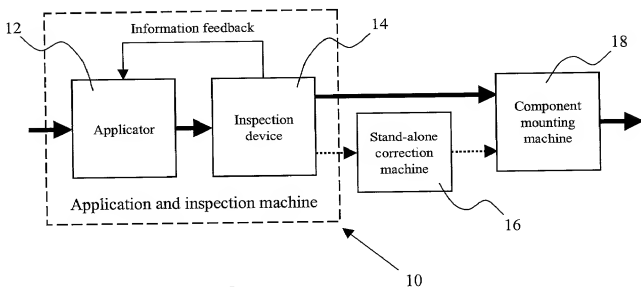 Information feedback
12
14
18
Applicator
Inspection
device
Component
mounting
machine
Stand-alone
correction
machine
Application and inspection machine
16
10